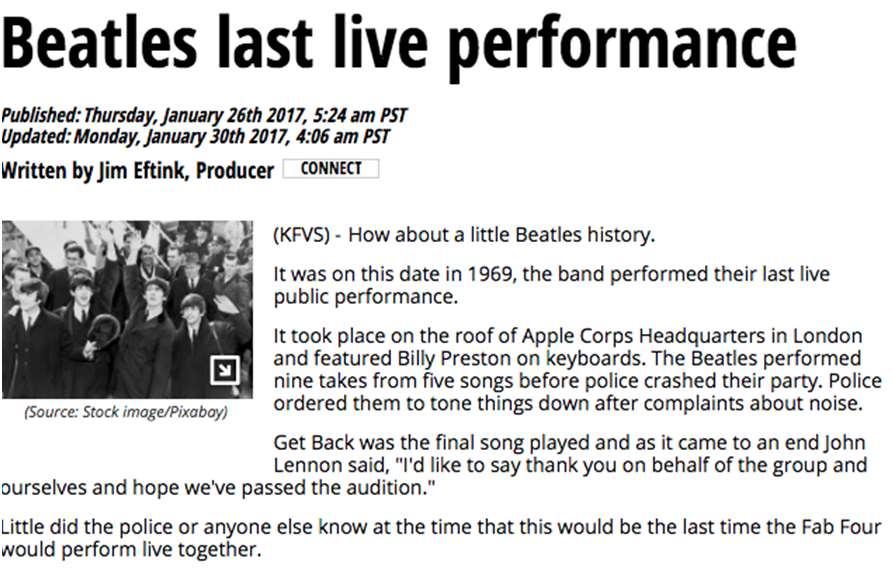 Beatles last live performance
Published: Thursday, January 26th 2017, 5:24 am PST
Updated: Monday, January 30th 2017, 4:06 am PST
Written by Jim Eftink, Producer CONNECT
(KFVS) - How about a little Beatles history.
It was on this date in 1969, the band performed their last live
public performance.
It took place on the roof of Apple Corps Headquarters in London
and featured Billy Preston on keyboards. The Beatles performed
nine takes from five songs before police crashed their party. Police
ordered them to tone things down after complaints about noise.
(Source: Stock image/Pixabay)
Get Back was the final song played and as it came to an end John
Lennon said, "I'd like to say thank you on behalf of the group and
ourselves and hope we've passed the audition."
Little did the police or anyone else know at the time that this would be the last time the Fab Four
would perform live together.